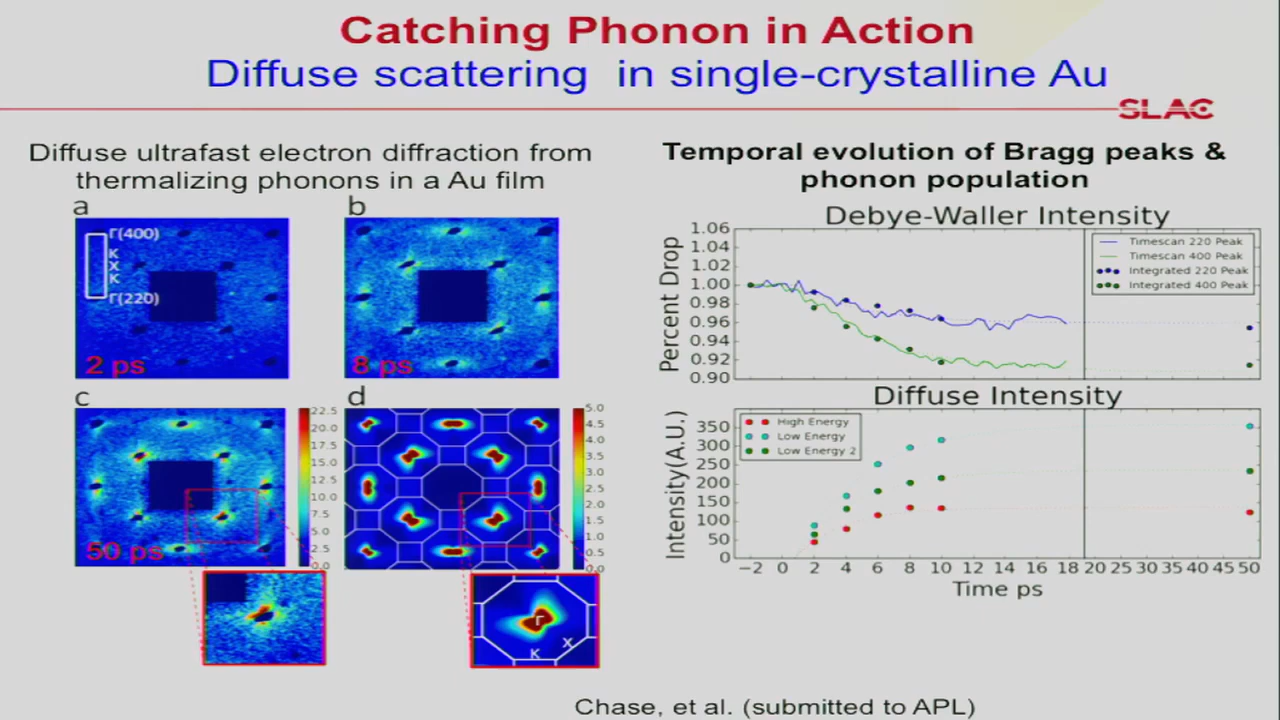 Catching Phonon in Action
Diffuse scattering in single-crystalline Au
SLAC
Diffuse ultrafast electron diffraction from
thermalizing phonons in a Au film
a
Γ(400)
K
X
K
Γ(220)
2 ps
b
8 ps
c
50 ps
22.5
20.0
17.5
15.0
12.5
10.0
7.5
5.0
2.5
0.0
d
5.0
4.5
4.0
3.5
3.0
2.5
2.0
1.5
1.0
0.5
0.0
Γ
X
K
Temporal evolution of Bragg peaks &
phonon population
Debye-Waller Intensity
Percent Drop
1.06
1.04
1.02
1.00
0.98
0.96
0.94
0.92
0.90
Timescan 220 Peak
Timescan 400 Peak
Integrated 220 Peak
Integrated 400 Peak
Diffuse Intensity
Intensity(A.U.)
350
300
250
200
150
100
50
0
High Energy
Low Energy
Low Energy 2
−2 0 2 4 6 8 10 12 14 16 18 20 25 30 35 40 45 50
Time ps
Chase, et al. (submitted to APL)